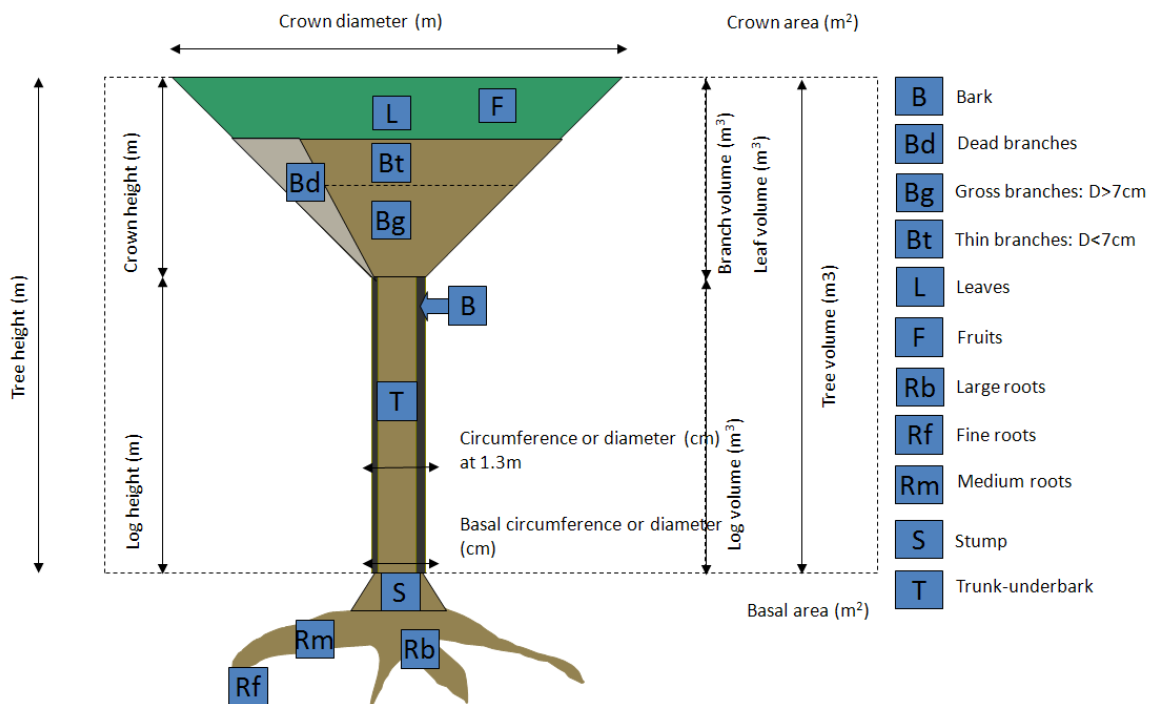 Crown diameter (m)
Crown area (m²)
Tree height (m)
Crown height (m)
Log height (m)
L
F
Bt
Bd
Bg
B
T
Circumference or diameter (cm)
at 1.3m
Basal circumference or diameter
(cm)
S
Rm
Rb
Rf
Branch volume (m³)
Leaf volume (m³)
Log volume (m³)
Tree volume (m3)
Basal area (m²)
B Bark
Bd Dead branches
Bg Gross branches: D>7cm
Bt Thin branches: D<7cm
L Leaves
F Fruits
Rb Large roots
Rf Fine roots
Rm Medium roots
S Stump
T Trunk-underbark